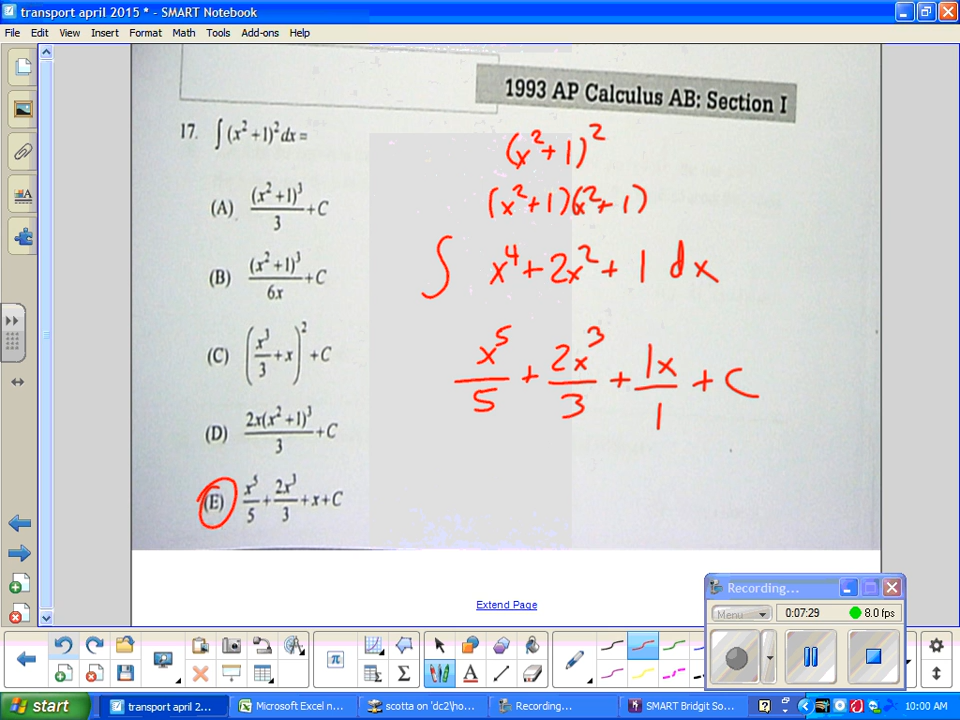 transport april 2015 * - SMART Notebook
File Edit View Insert Format Math Tools Add-ons Help
1993 AP Calculus AB: Section I
17. ∫(x²+1)²dx=
(A) (x²+1)³/3 + C
(B) (x²+1)³/6x + C
(C) (x³/3 + x)² + C
(D) 2x(x²+1)³/3 + C
(E) x⁵/5 + 2x³/3 + x + C
(x²+1)²
(x²+1)(x²+1)
∫ x⁴+2x²+1 dx
x⁵/5 + 2x³/3 + 1x/1 + C
Extend Page
Recording...
Menu 0:07:29 8.0 fps
start transport april 2... Microsoft Excel n... scotta on 'dc2\ho... Recording... SMART Bridgit So... 10:00 AM